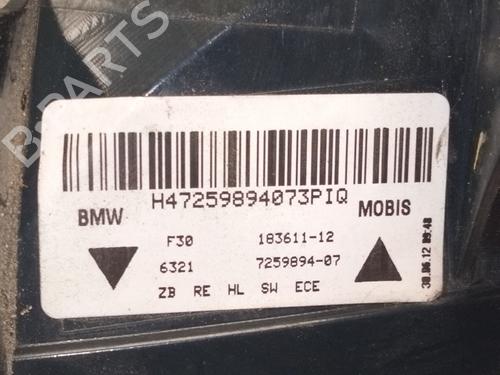 B-PARTS
H47259894073PIQ
BMW
MOBIS
F30 183611-12
6321 7259894-07
ZB RE HL SW ECE
30.06.12 09:48